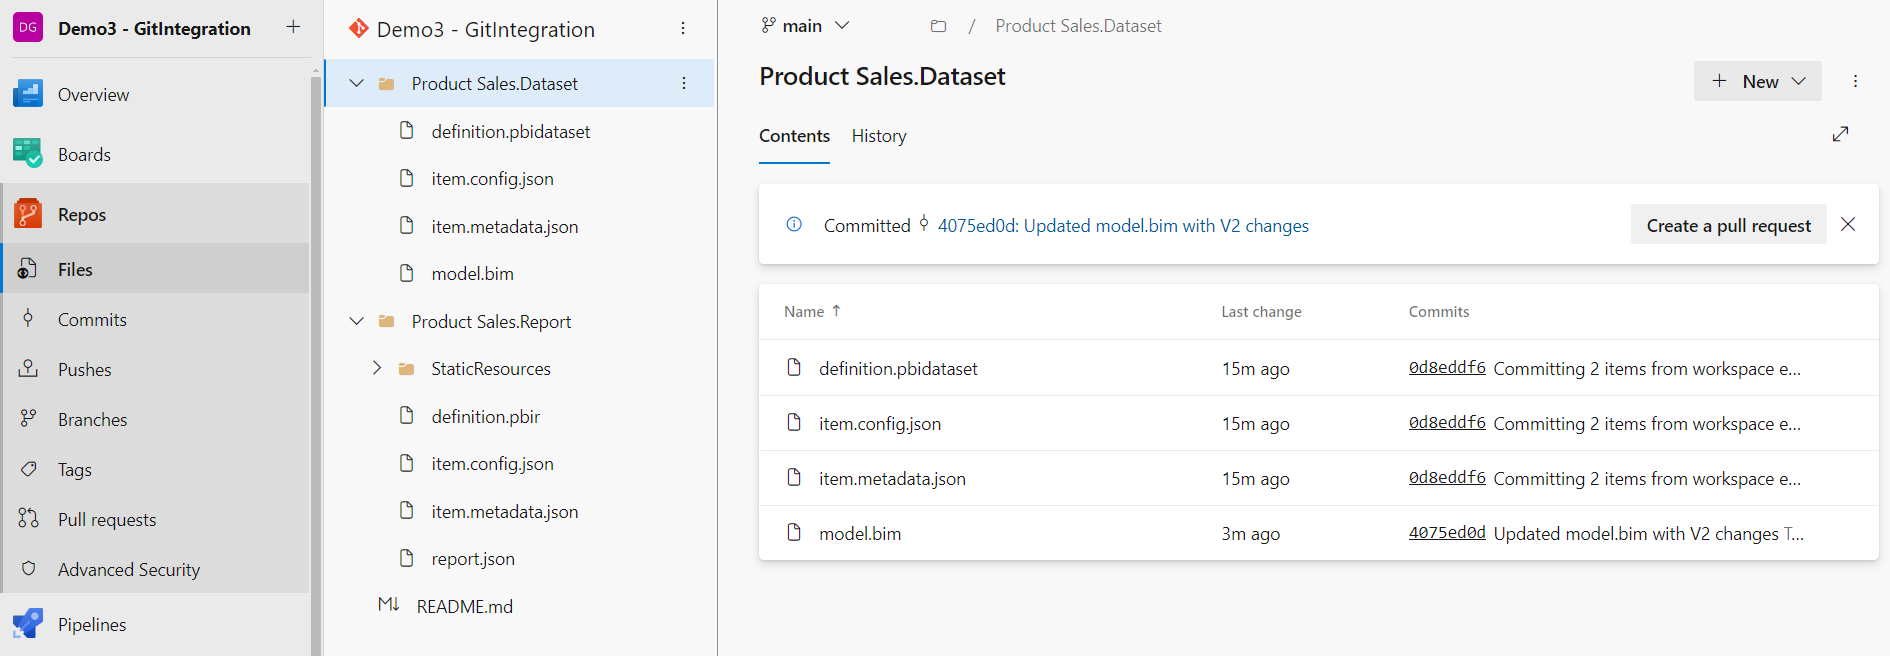 DG Demo3 - GitIntegration
Overview
Boards
Repos
Files
Commits
Pushes
Branches
Tags
Pull requests
Advanced Security
Pipelines
Demo3 - GitIntegration
Product Sales.Dataset
definition.pbidataset
item.config.json
item.metadata.json
model.bim
Product Sales.Report
StaticResources
definition.pbir
item.config.json
item.metadata.json
report.json
README.md
main / Product Sales.Dataset
Product Sales.Dataset
New
Contents History
Committed 4075ed0d: Updated model.bim with V2 changes Create a pull request
Name ↑ Last change Commits
definition.pbidataset 15m ago 0d8eddf6 Committing 2 items from workspace e...
item.config.json 15m ago 0d8eddf6 Committing 2 items from workspace e...
item.metadata.json 15m ago 0d8eddf6 Committing 2 items from workspace e...
model.bim 3m ago 4075ed0d Updated model.bim with V2 changes T...